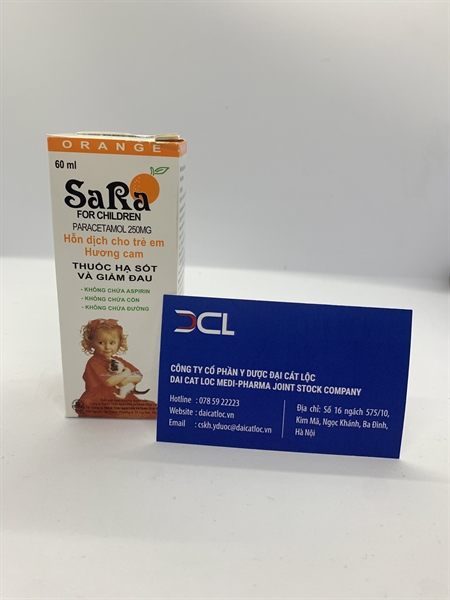 ORANGE
60 ml
SaRa
FOR CHILDREN
PARACETAMOL 250MG
Hỗn dịch cho trẻ em
Hương cam
THUỐC HẠ SỐT
VÀ GIẢM ĐAU
• KHÔNG CHỨA ASPIRIN
• KHÔNG CHỨA CỒN
• KHÔNG CHỨA ĐƯỜNG
DCL
CÔNG TY CỔ PHẦN Y DƯỢC ĐẠI CÁT LỘC
DAI CAT LOC MEDI-PHARMA JOINT STOCK COMPANY
Hotline : 078 59 22223
Website : daicatloc.vn
Email : cskh.yduoc@daicatloc.vn
Địa chỉ: Số 16 ngách 575/10,
Kim Mã, Ngọc Khánh, Ba Đình,
Hà Nội